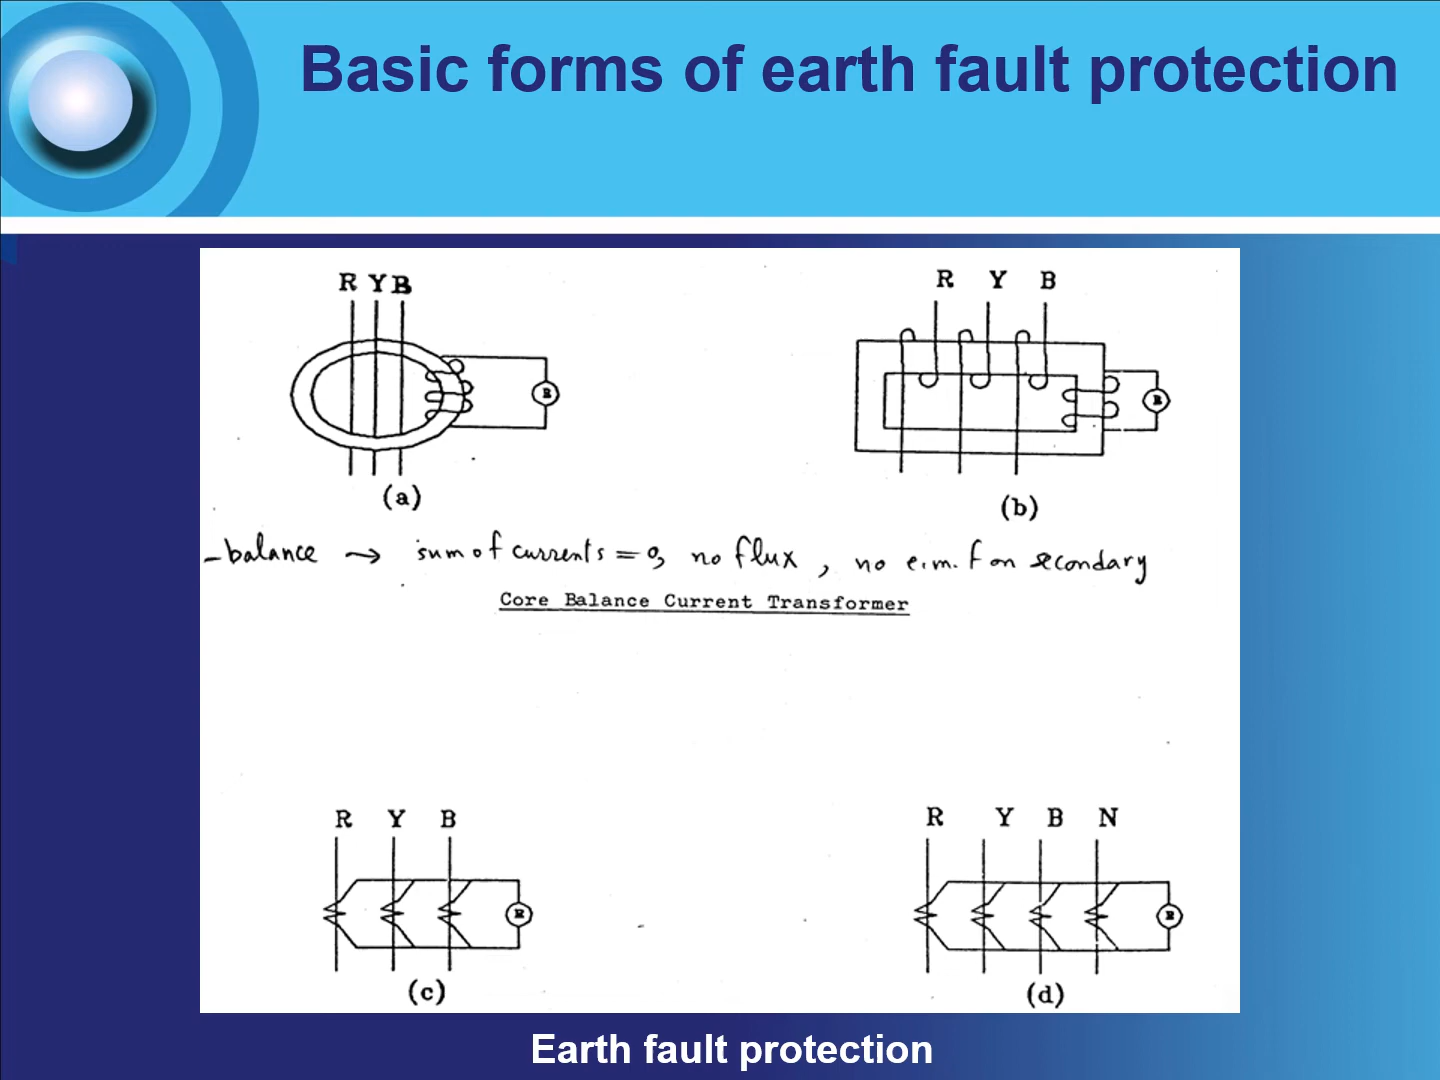 Basic forms of earth fault protection
R Y B
R Y B
R
R
(a)
(b)
- balance → sum of currents = 0, no flux, no e.m.f on secondary
Core Balance Current Transformer
R Y B
R Y B N
R
R
(c)
(d)
Earth fault protection